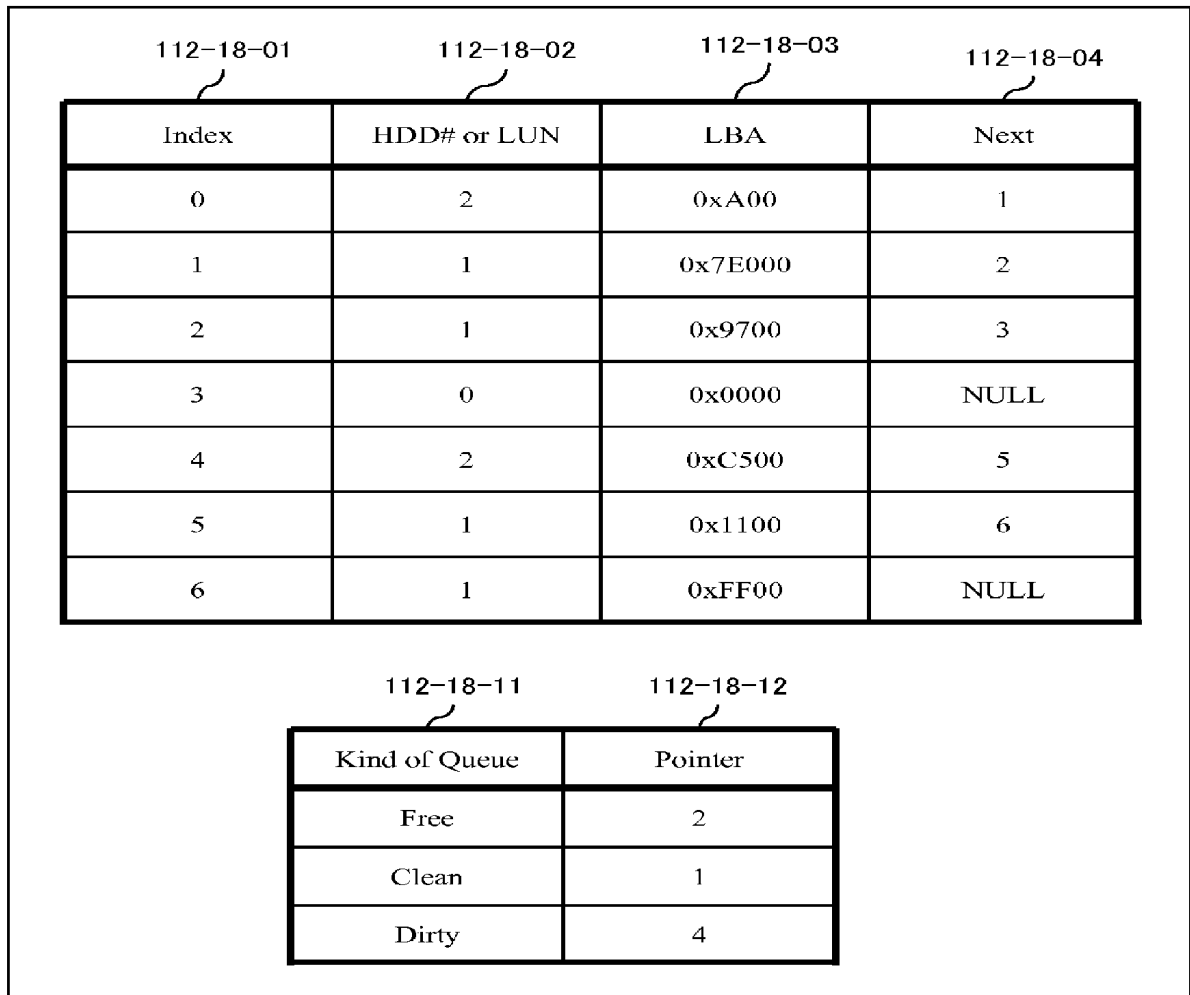 112-18-01 112-18-02 112-18-03 112-18-04
Index HDD# or LUN LBA Next
0 2 0xA00 1
1 1 0x7E000 2
2 1 0x9700 3
3 0 0x0000 NULL
4 2 0xC500 5
5 1 0x1100 6
6 1 0xFF00 NULL
112-18-11 112-18-12
Kind of Queue Pointer
Free 2
Clean 1
Dirty 4